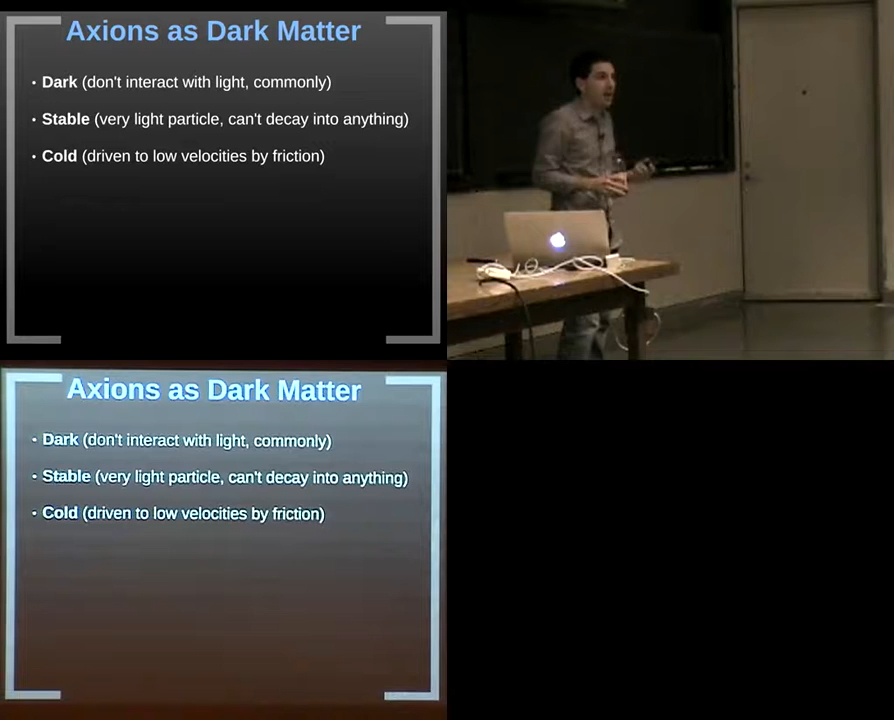 Axions as Dark Matter
• Dark (don't interact with light, commonly)
• Stable (very light particle, can't decay into anything)
• Cold (driven to low velocities by friction)
Axions as Dark Matter
• Dark (don't interact with light, commonly)
• Stable (very light particle, can't decay into anything)
• Cold (driven to low velocities by friction)